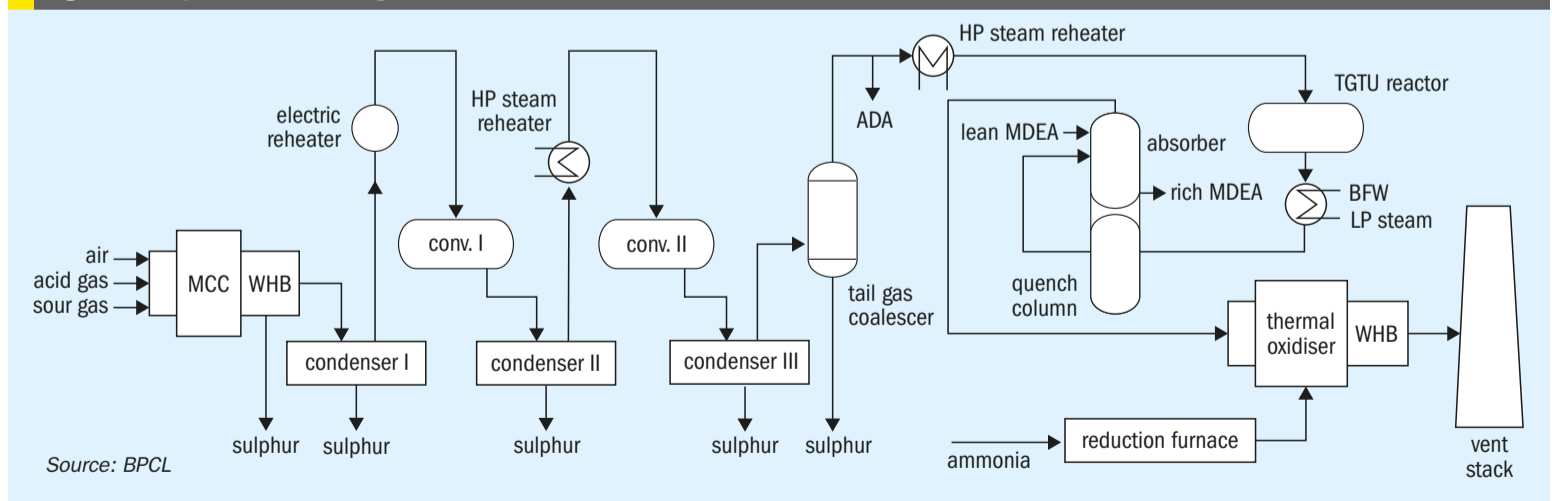 HP steam reheater
TGTU reactor
electric
reheater
HP steam
reheater
ADA
lean MDEA
absorber
rich MDEA
BFW
LP steam
air
acid gas
sour gas
MCC
WHB
conv. I
conv. II
tail gas
coalescer
quench
column
condenser I
condenser II
condenser III
thermal
oxidiser
WHB
sulphur
sulphur
sulphur
sulphur
sulphur
ammonia
reduction furnace
vent
stack
Source: BPCL